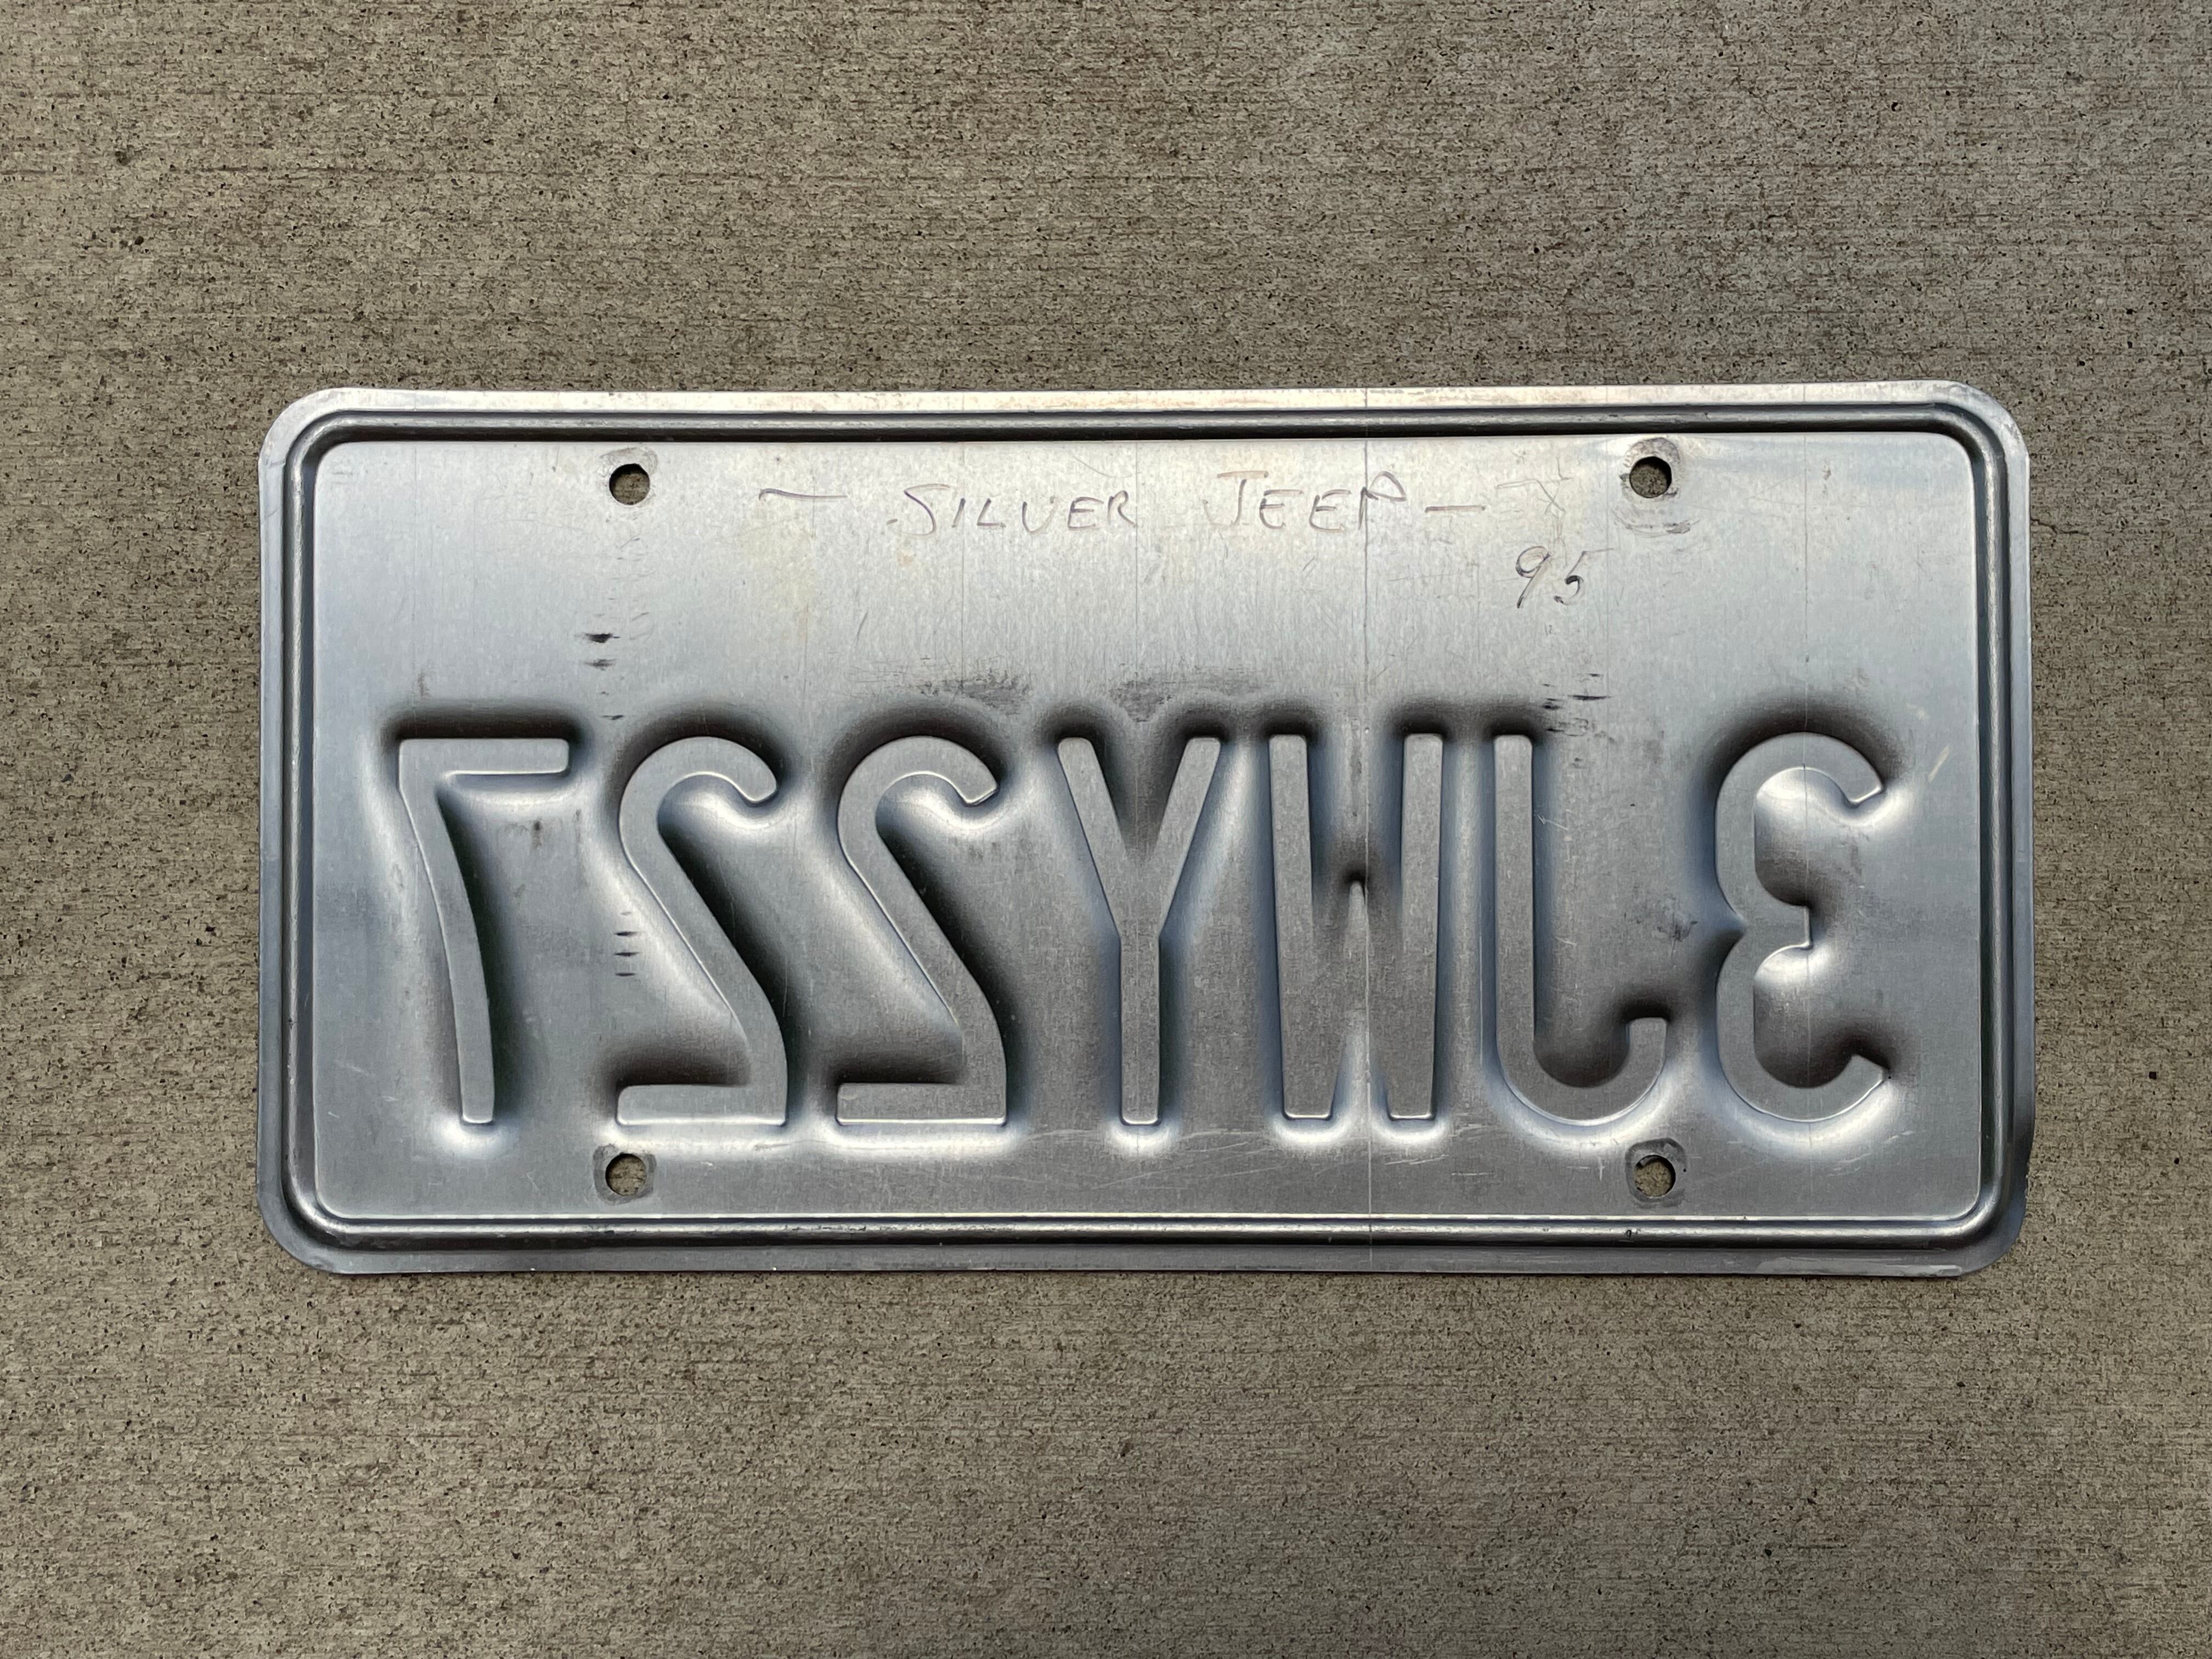 — SILVER JEEP —
95
3JWY227